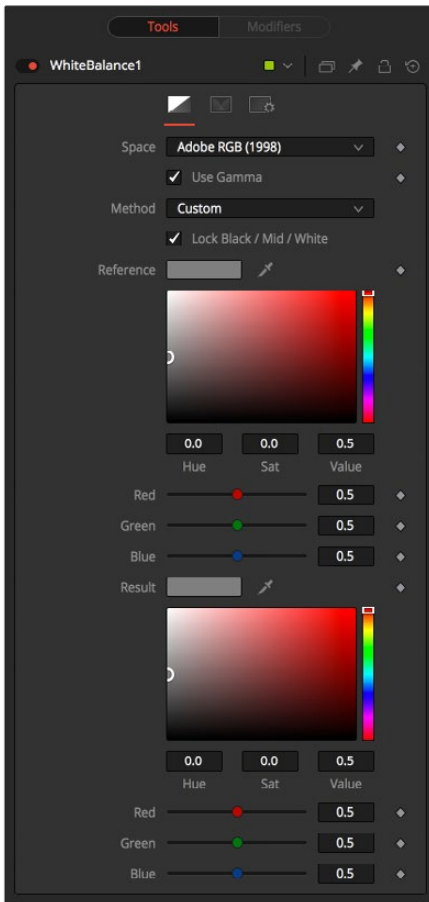 Tools Modifiers
WhiteBalance1
Space Adobe RGB (1998)
Use Gamma
Method Custom
Lock Black / Mid / White
Reference
0.0 0.0 0.5
Hue Sat Value
Red 0.5
Green 0.5
Blue 0.5
Result
0.0 0.0 0.5
Hue Sat Value
Red 0.5
Green 0.5
Blue 0.5